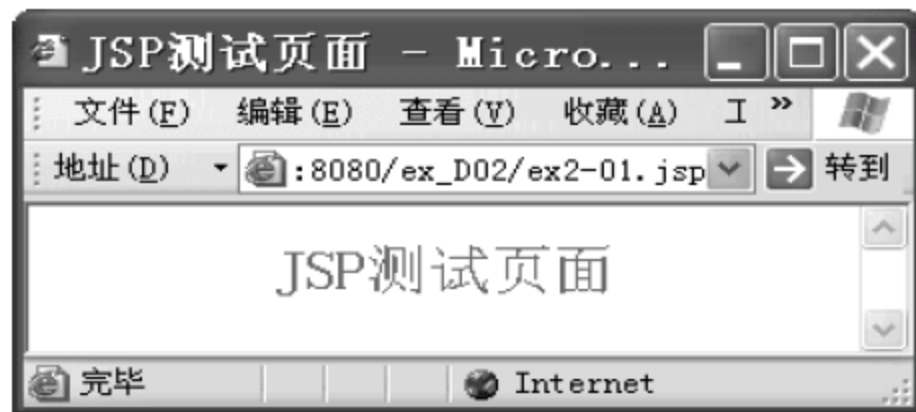 JSP测试页面 - Micro...
文件(F) 编辑(E) 查看(V) 收藏(A) 工 »
地址(D) :8080/ex_D02/ex2-01.jsp 转到
JSP测试页面
完毕 Internet